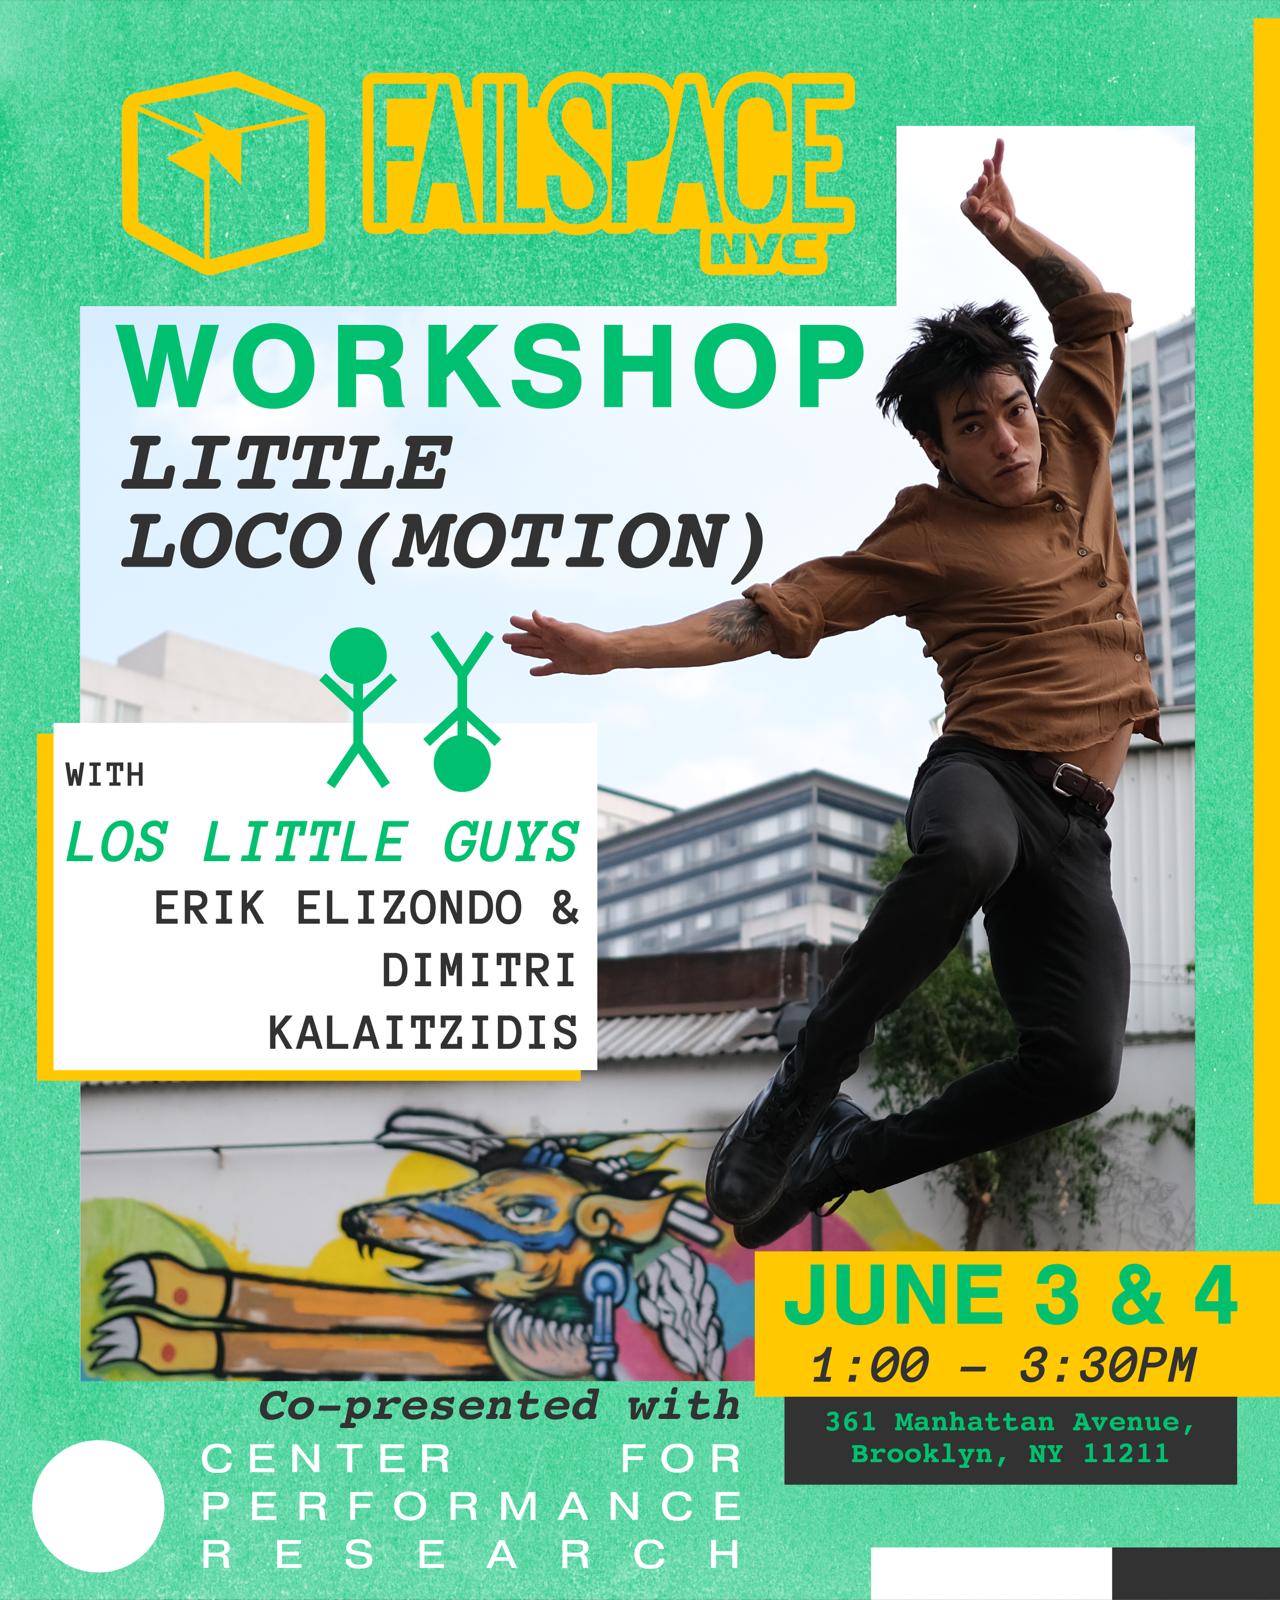 FAILSPACE
NYC
WORKSHOP
LITTLE
LOCO(MOTION)
WITH
LOS LITTLE GUYS
ERIK ELIZONDO &
DIMITRI
KALAITZIDIS
JUNE 3 & 4
1:00 – 3:30PM
361 Manhattan Avenue,
Brooklyn, NY 11211
Co-presented with
CENTER FOR
PERFORMANCE
RESEARCH